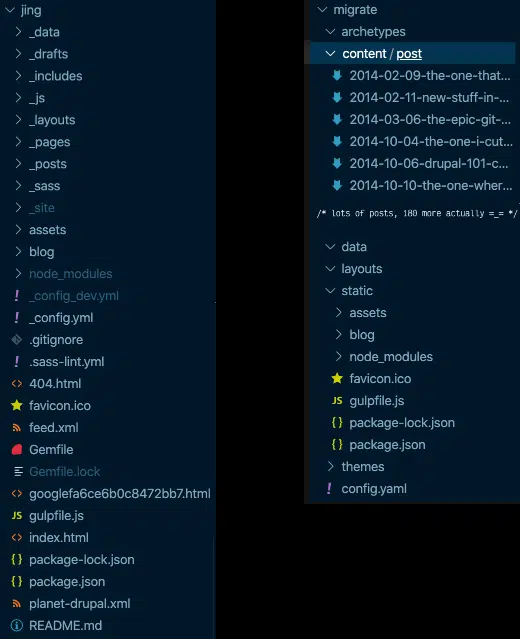 jing
_data
_drafts
_includes
_js
_layouts
_pages
_posts
_sass
_site
assets
blog
node_modules
_config_dev.yml
_config.yml
.gitignore
.sass-lint.yml
404.html
favicon.ico
feed.xml
Gemfile
Gemfile.lock
googlefa6ce6b0c8472bb7.html
gulpfile.js
index.html
package-lock.json
package.json
planet-drupal.xml
README.md
migrate
archetypes
content / post
2014-02-09-the-one-that...
2014-02-11-new-stuff-in-...
2014-03-06-the-epic-git-...
2014-10-04-the-one-i-cut...
2014-10-06-drupal-101-c...
2014-10-10-the-one-wher...
/* lots of posts, 180 more actually =_= */
data
layouts
static
assets
blog
node_modules
favicon.ico
gulpfile.js
package-lock.json
package.json
themes
config.yaml